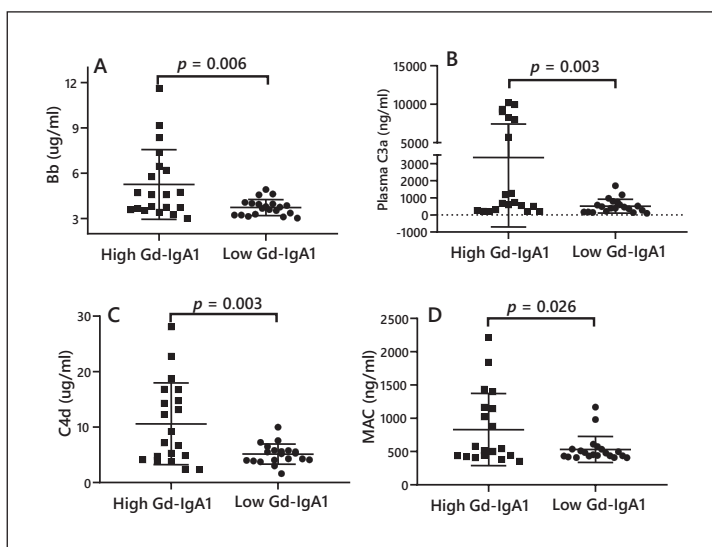 A
p = 0.006
12
9
6
3
Bb (ug/ml)
High Gd-IgA1
Low Gd-IgA1
B
p = 0.003
15000
10000
5000
3000
2000
1000
0
-1000
Plasma C3a (ng/ml)
High Gd-IgA1
Low Gd-IgA1
C
p = 0.003
30
20
10
0
C4d (ug/ml)
High Gd-IgA1
Low Gd-IgA1
D
p = 0.026
2500
2000
1500
1000
500
0
MAC (ng/ml)
High Gd-IgA1
Low Gd-IgA1